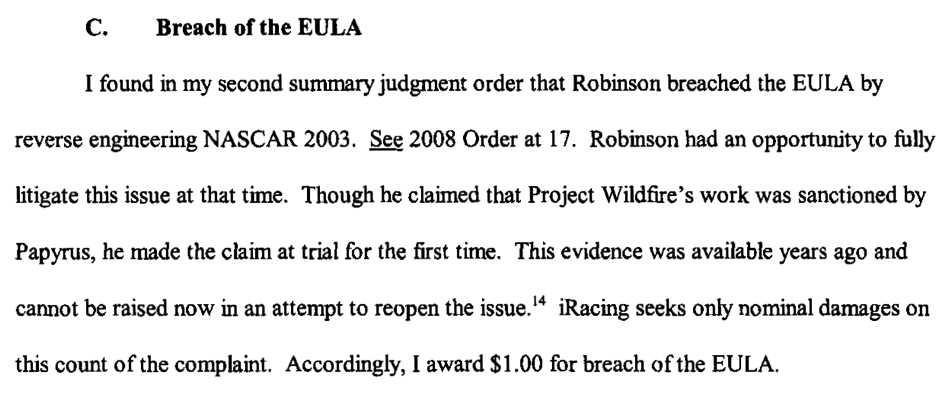 C. Breach of the EULA
I found in my second summary judgment order that Robinson breached the EULA by
reverse engineering NASCAR 2003. See 2008 Order at 17. Robinson had an opportunity to fully
litigate this issue at that time. Though he claimed that Project Wildfire's work was sanctioned by
Papyrus, he made the claim at trial for the first time. This evidence was available years ago and
cannot be raised now in an attempt to reopen the issue.14 iRacing seeks only nominal damages on
this count of the complaint. Accordingly, I award $1.00 for breach of the EULA.